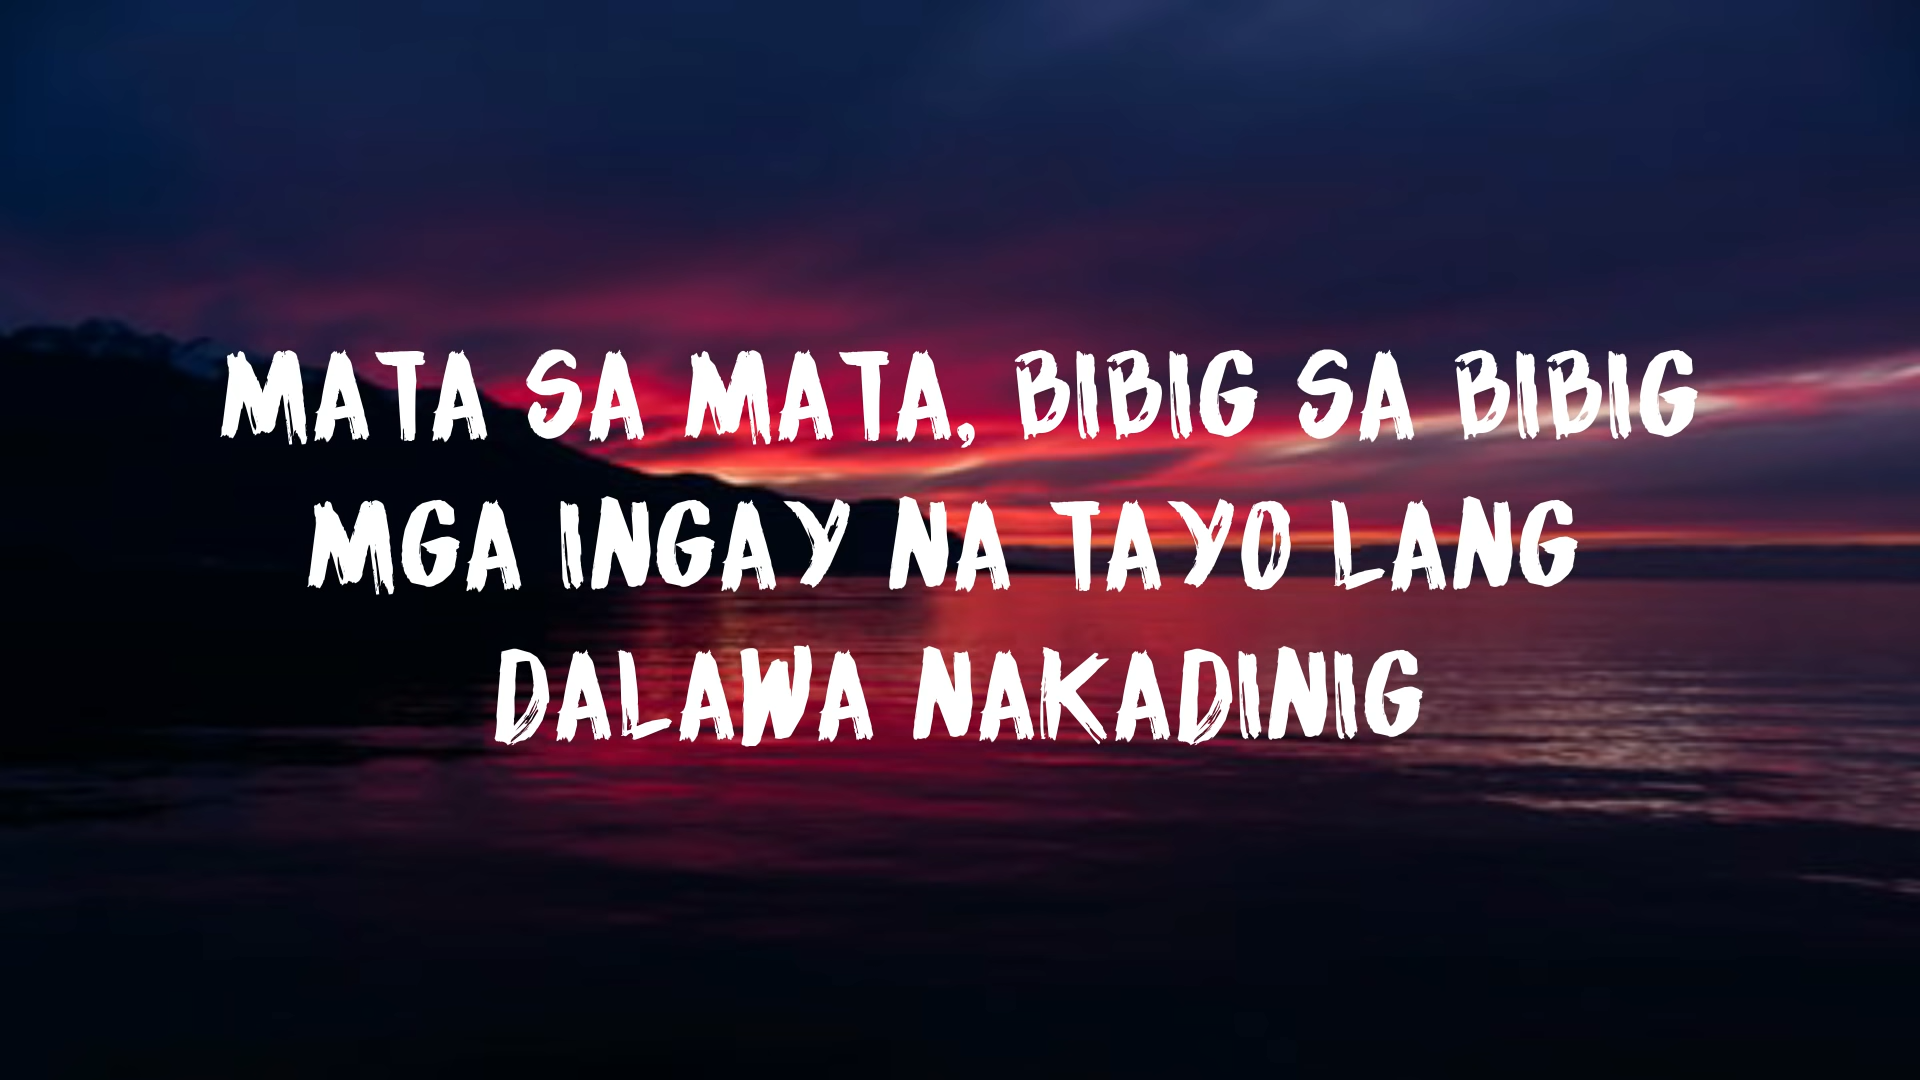 MATA SA MATA, BIBIG SA BIBIG
MGA INGAY NA TAYO LANG
DALAWA NAKADINIG